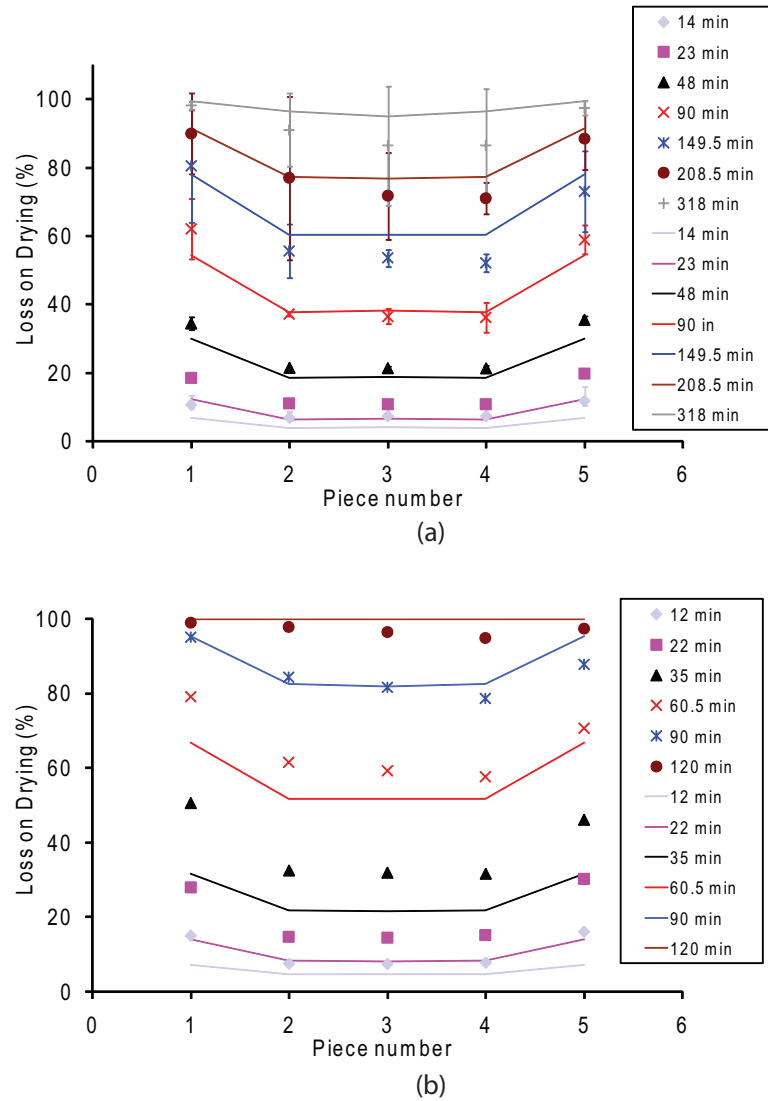 14 min
23 min
48 min
90 min
149.5 min
208.5 min
318 min
14 min
23 min
48 min
90 in
149.5 min
208.5 min
318 min
Loss on Drying (%)
100
80
60
40
20
0
0 1 2 3 4 5 6
Piece number
(a)
12 min
22 min
35 min
60.5 min
90 min
120 min
12 min
22 min
35 min
60.5 min
90 min
120 min
Loss on Drying (%)
100
80
60
40
20
0
0 1 2 3 4 5 6
Piece number
(b)